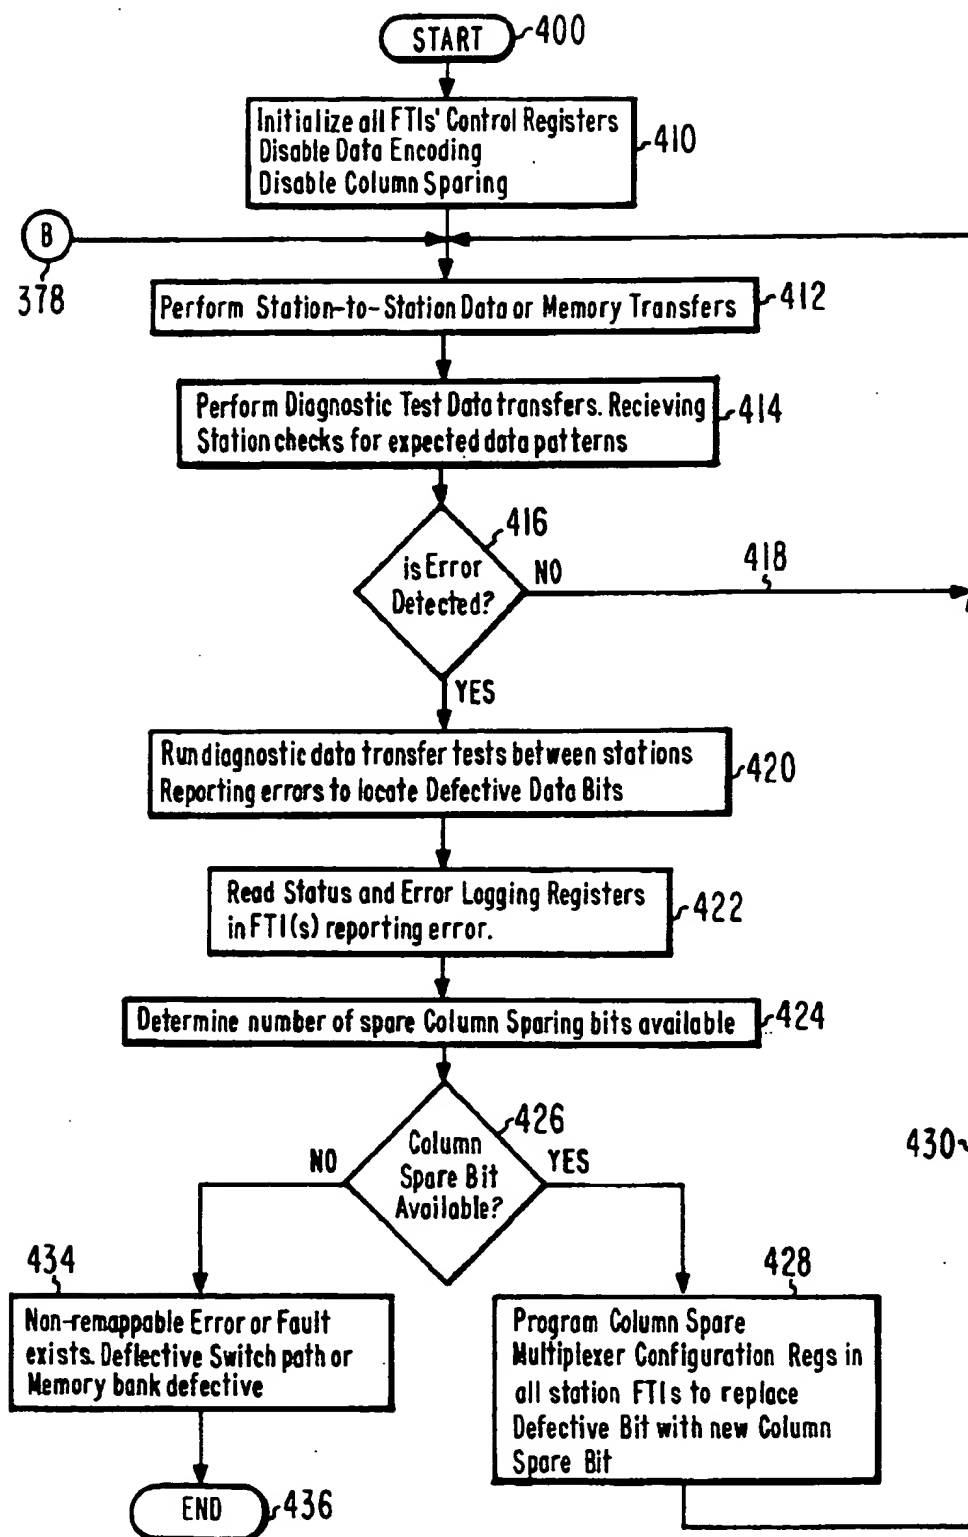 START
400
Initialize all FTIs' Control Registers
Disable Data Encoding
Disable Column Sparing
410
B
378
Perform Station-to-Station Data or Memory Transfers
412
Perform Diagnostic Test Data transfers. Recieving
Station checks for expected data patterns
414
416
is Error
Detected?
NO
418
YES
Run diagnostic data transfer tests between stations
Reporting errors to locate Defective Data Bits
420
Read Status and Error Logging Registers
in FTI(s) reporting error.
422
Determine number of spare Column Sparing bits available
424
426
Column
Spare Bit
Available?
NO
YES
430
434
Non-remappable Error or Fault
exists. Deflective Switch path or
Memory bank defective
428
Program Column Spare
Multiplexer Configuration Regs in
all station FTIs to replace
Defective Bit with new Column
Spare Bit
END
436